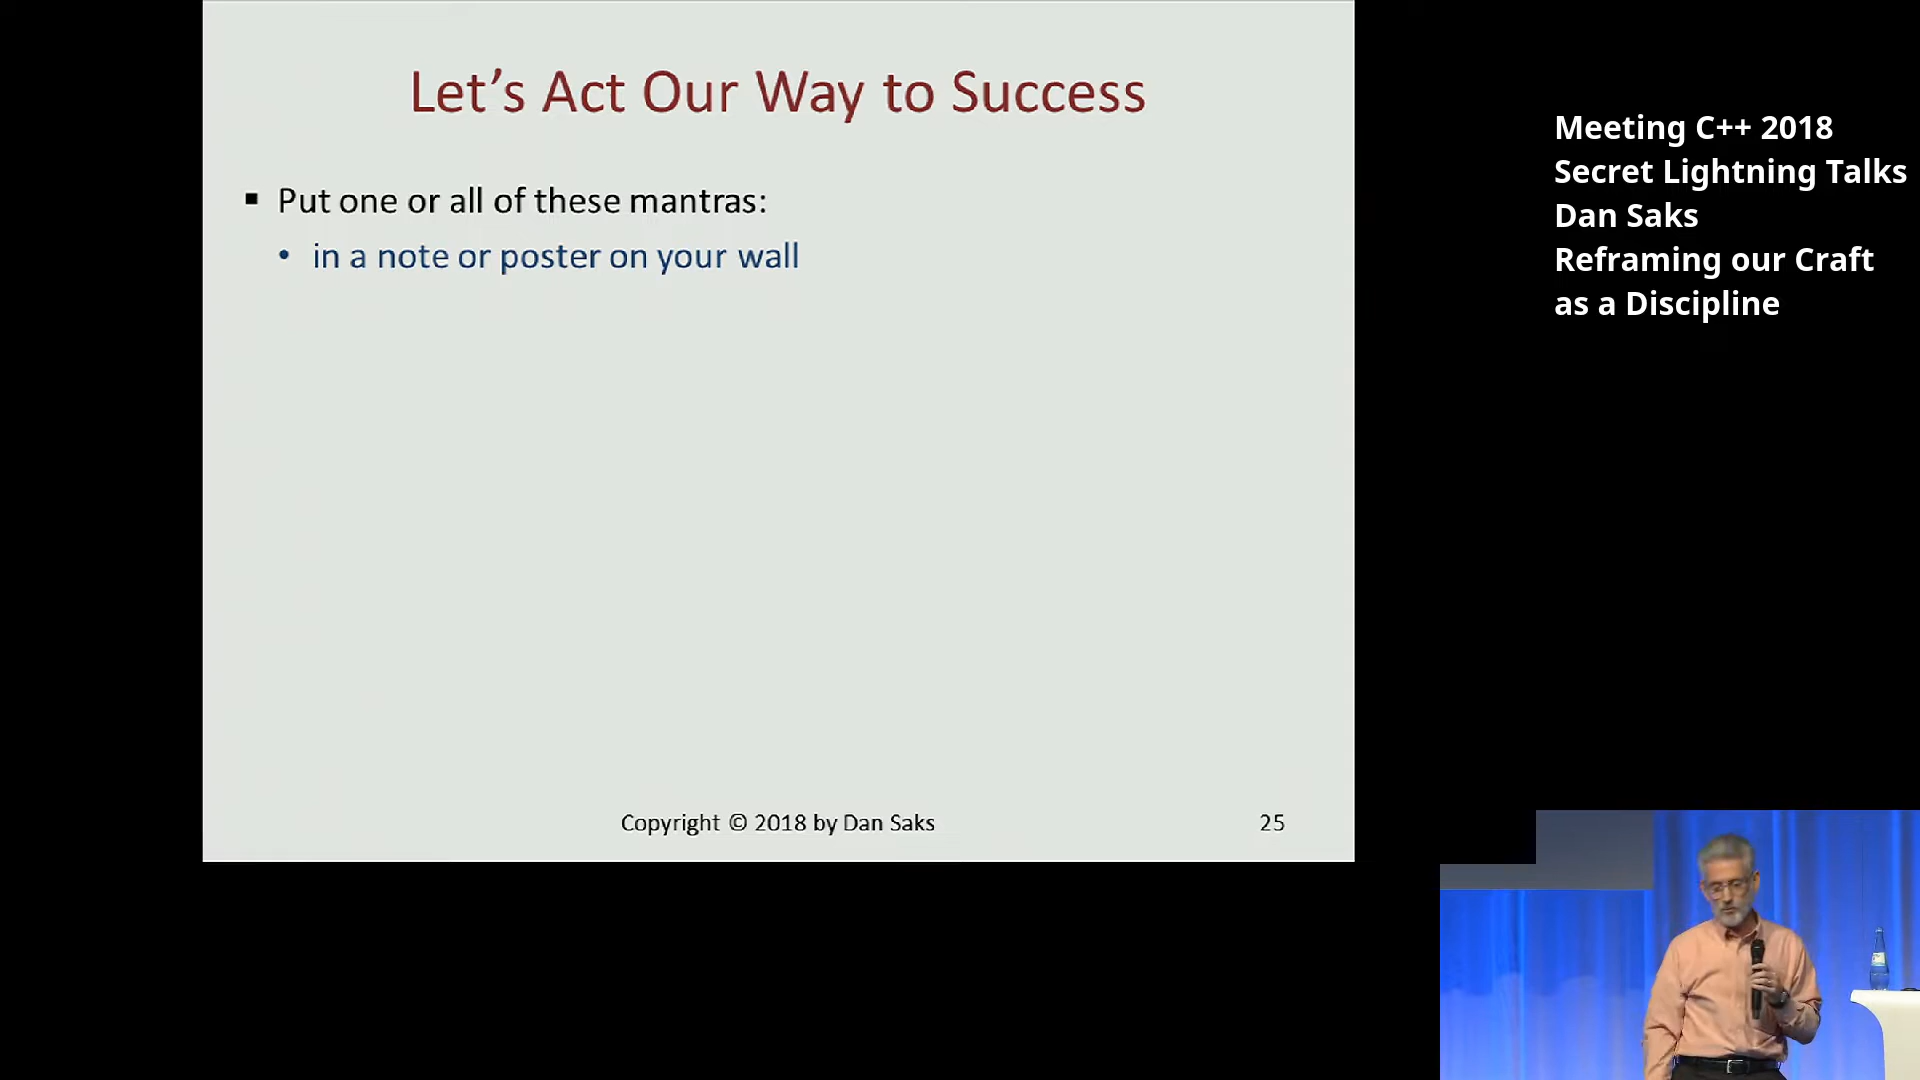 Let's Act Our Way to Success
▪ Put one or all of these mantras:
• in a note or poster on your wall
Copyright © 2018 by Dan Saks
25
Meeting C++ 2018
Secret Lightning Talks
Dan Saks
Reframing our Craft
as a Discipline